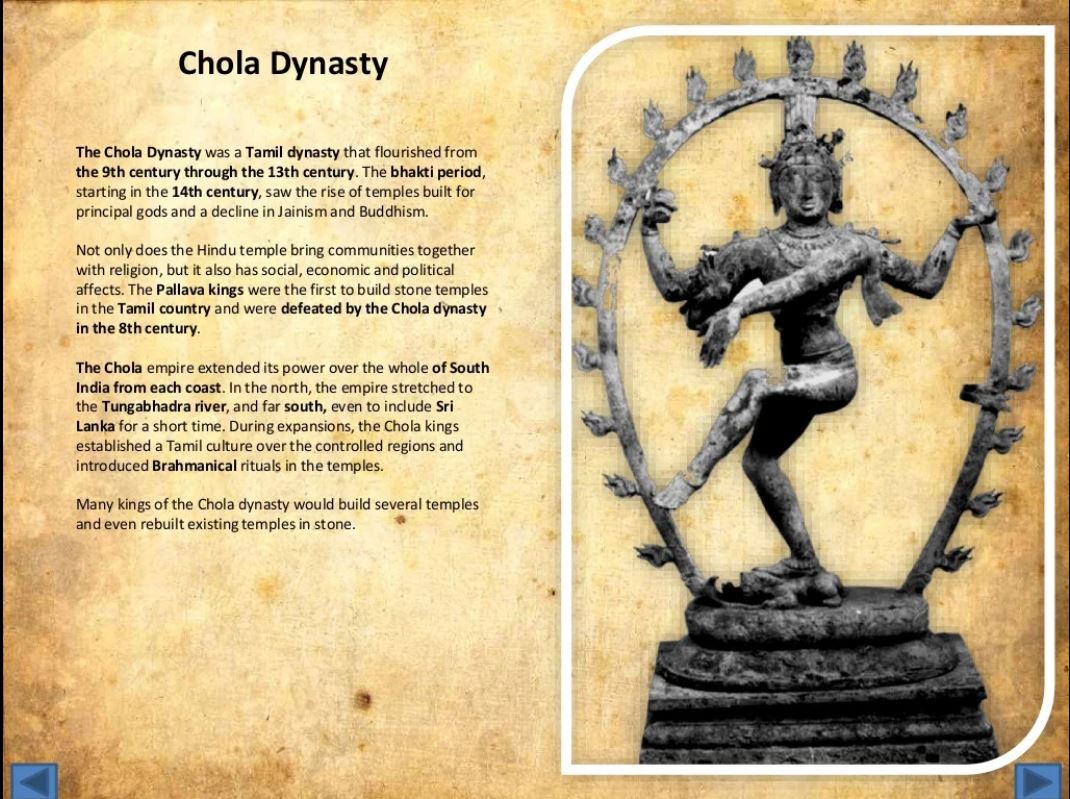 Chola Dynasty
The Chola Dynasty was a Tamil dynasty that flourished from
the 9th century through the 13th century. The bhakti period,
starting in the 14th century, saw the rise of temples built for
principal gods and a decline in Jainism and Buddhism.
Not only does the Hindu temple bring communities together
with religion, but it also has social, economic and political
affects. The Pallava kings were the first to build stone temples
in the Tamil country and were defeated by the Chola dynasty
in the 8th century.
The Chola empire extended its power over the whole of South
India from each coast. In the north, the empire stretched to
the Tungabhadra river, and far south, even to include Sri
Lanka for a short time. During expansions, the Chola kings
established a Tamil culture over the controlled regions and
introduced Brahmanical rituals in the temples.
Many kings of the Chola dynasty would build several temples
and even rebuilt existing temples in stone.